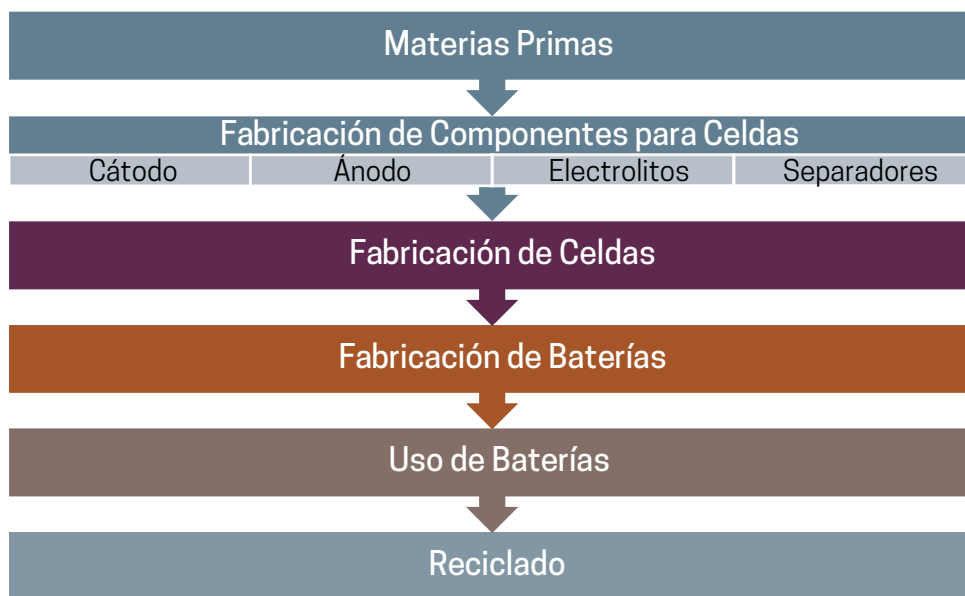 Materias Primas
Fabricación de Componentes para Celdas
Cátodo Ánodo Electrolitos Separadores
Fabricación de Celdas
Fabricación de Baterías
Uso de Baterías
Reciclado